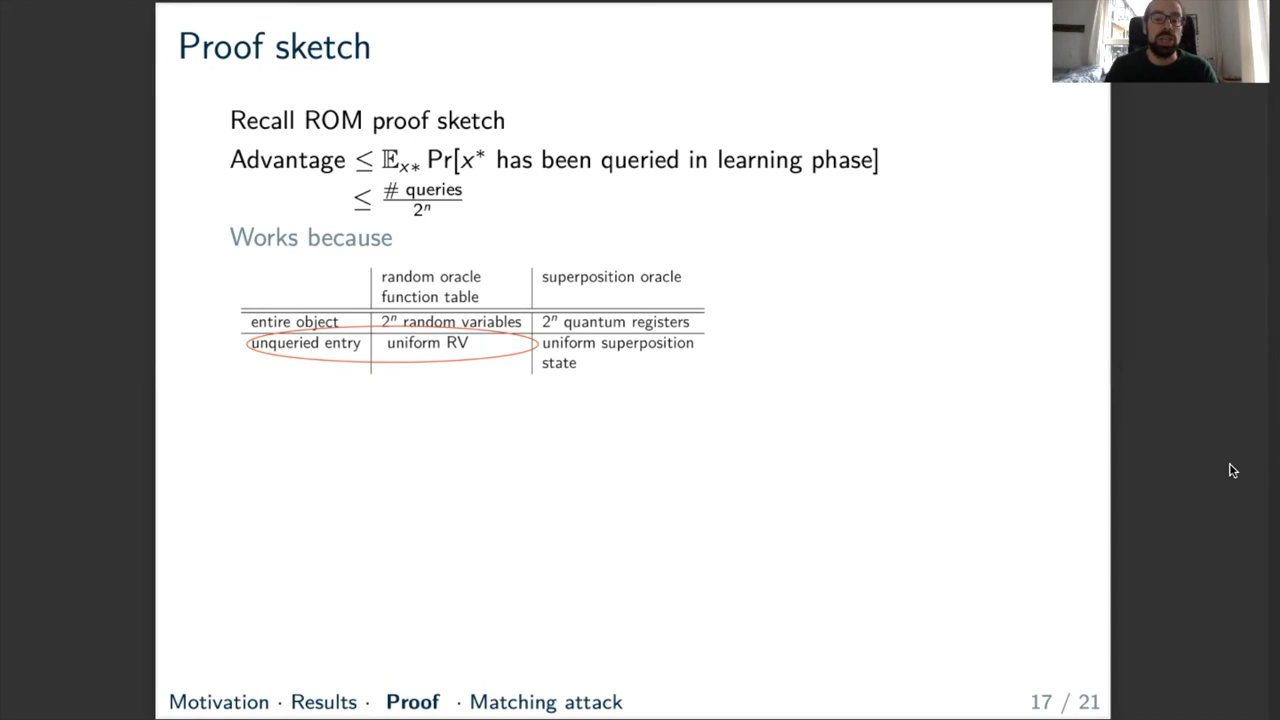 Proof sketch
Recall ROM proof sketch
Advantage ≤ 𝔼ₓ∗ Pr[x* has been queried in learning phase]
≤ # queries / 2ⁿ
Works because
random oracle function table | superposition oracle
entire object | 2ⁿ random variables | 2ⁿ quantum registers
unqueried entry | uniform RV | uniform superposition state
Motivation · Results · Proof · Matching attack 17 / 21